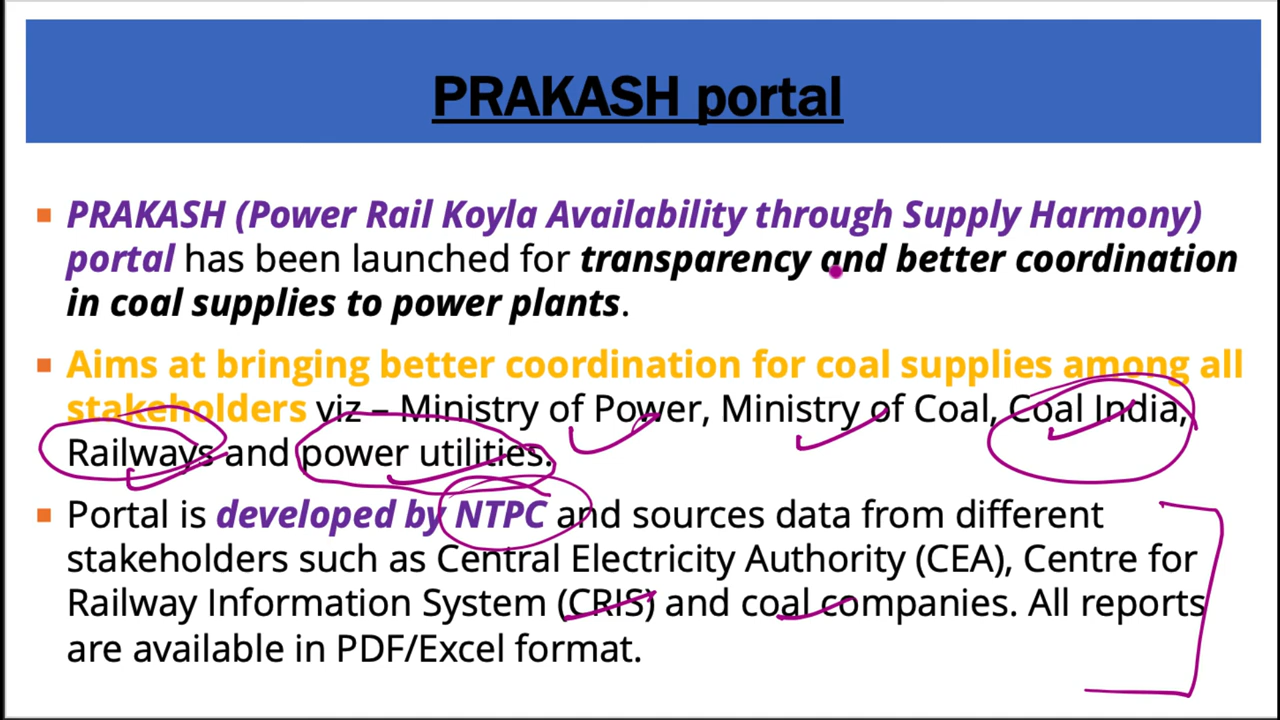 PRAKASH portal
PRAKASH (Power Rail Koyla Availability through Supply Harmony)
portal has been launched for transparency and better coordination
in coal supplies to power plants.
Aims at bringing better coordination for coal supplies among all
stakeholders viz – Ministry of Power, Ministry of Coal, Coal India,
Railways and power utilities.
Portal is developed by NTPC and sources data from different
stakeholders such as Central Electricity Authority (CEA), Centre for
Railway Information System (CRIS) and coal companies. All reports
are available in PDF/Excel format.